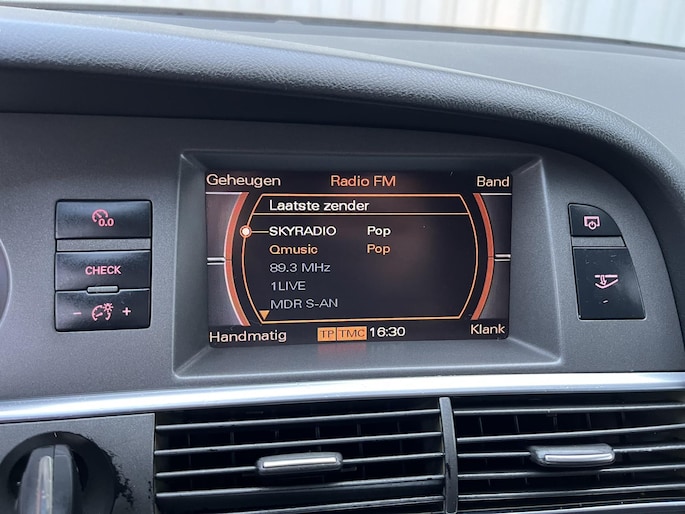 Geheugen Radio FM Band
Laatste zender
SKYRADIO Pop
Qmusic Pop
89.3 MHz
1LIVE
MDR S-AN
Handmatig TP TMC 16:30 Klank
0.0
CHECK
- +